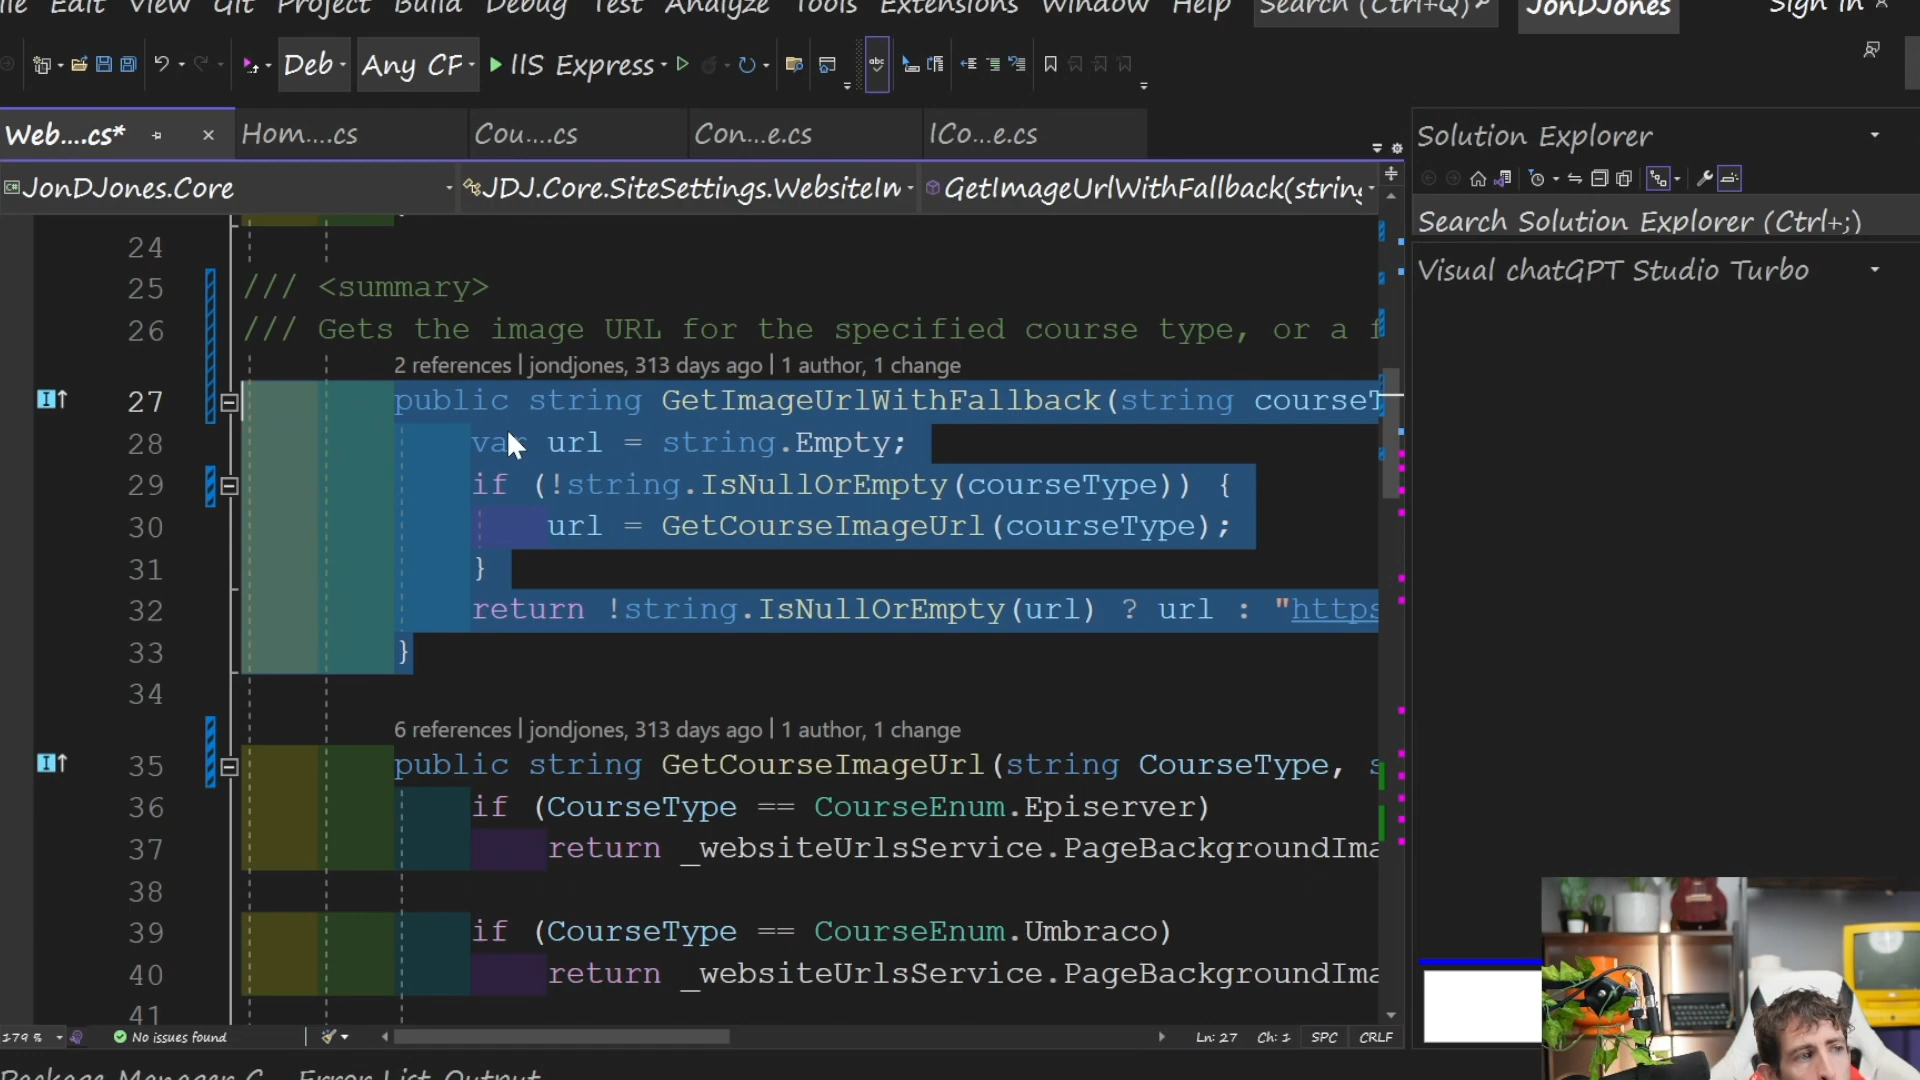 File Edit View Git Project Build Debug Test Analyze Tools Extensions Window Help Search (Ctrl+Q) JonDJones Sign in
Deb Any CP IIS Express
Web....cs* Hom....cs Cou....cs Con...e.cs ICo...e.cs
JonDJones.Core JDJ.Core.SiteSettings.WebsiteIn GetImageUrlWithFallback(string
24
25 /// <summary>
26 /// Gets the image URL for the specified course type, or a f
2 references | jondjones, 313 days ago | 1 author, 1 change
27 public string GetImageUrlWithFallback(string courseT
28 var url = string.Empty;
29 if (!string.IsNullOrEmpty(courseType)) {
30 url = GetCourseImageUrl(courseType);
31 }
32 return !string.IsNullOrEmpty(url) ? url : "https
33 }
34
6 references | jondjones, 313 days ago | 1 author, 1 change
35 public string GetCourseImageUrl(string CourseType, s
36 if (CourseType == CourseEnum.Episerver)
37 return _websiteUrlsService.PageBackgroundIma
38
39 if (CourseType == CourseEnum.Umbraco)
40 return _websiteUrlsService.PageBackgroundIma
41
179 % No issues found Ln: 27 Ch: 1 SPC CRLF
Package Manager C... Error List Output
Solution Explorer
Search Solution Explorer (Ctrl+;)
Visual chatGPT Studio Turbo